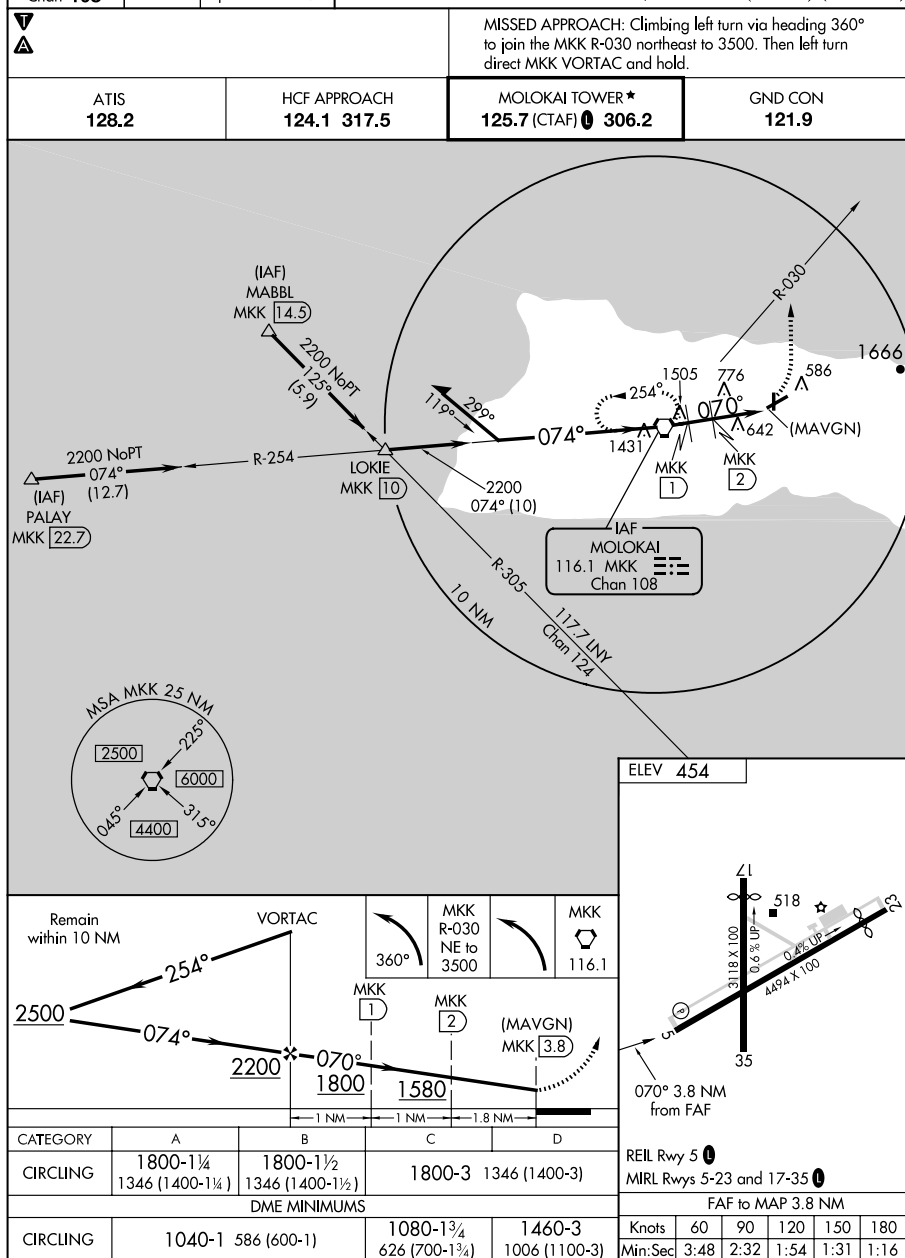 Chan 108
T
A
MISSED APPROACH: Climbing left turn via heading 360°
to join the MKK R-030 northeast to 3500. Then left turn
direct MKK VORTAC and hold.
ATIS
128.2
HCF APPROACH
124.1 317.5
MOLOKAI TOWER ★
125.7 (CTAF) L 306.2
GND CON
121.9
(IAF)
MABBL
MKK 14.5
2200 NoPT
125°
(5.9)
R-030
1666
2200 NoPT
074°
(12.7)
R-254
(IAF)
PALAY
MKK 22.7
LOKIE
MKK 10
119°
299°
074°
2200
074° (10)
254°
1505
776
586
070°
1431
642
(MAVGN)
MKK
1
MKK
2
IAF
MOLOKAI
116.1 MKK
Chan 108
R-305
117.7 LNY
Chan 124
10 NM
MSA MKK 25 NM
225°
2500
6000
045°
315°
4400
ELEV 454
17
518
23
3118 X 100
0.6 % UP
0.4% UP
4494 X 100
P
5
35
070° 3.8 NM
from FAF
REIL Rwy 5 L
MIRL Rwys 5-23 and 17-35 L
FAF to MAP 3.8 NM
Knots 60 90 120 150 180
Min:Sec 3:48 2:32 1:54 1:31 1:16
Remain
within 10 NM
VORTAC
360°
MKK
R-030
NE to
3500
MKK
116.1
254°
2500
074°
2200
070°
MKK
1
1800
MKK
2
1580
(MAVGN)
MKK 3.8
1 NM
1 NM
1.8 NM
CATEGORY A B C D
CIRCLING 1800-1¼ 1346 (1400-1¼) 1800-1½ 1346 (1400-1½) 1800-3 1346 (1400-3)
DME MINIMUMS
CIRCLING 1040-1 586 (600-1) 1080-1¾ 626 (700-1¾) 1460-3 1006 (1100-3)